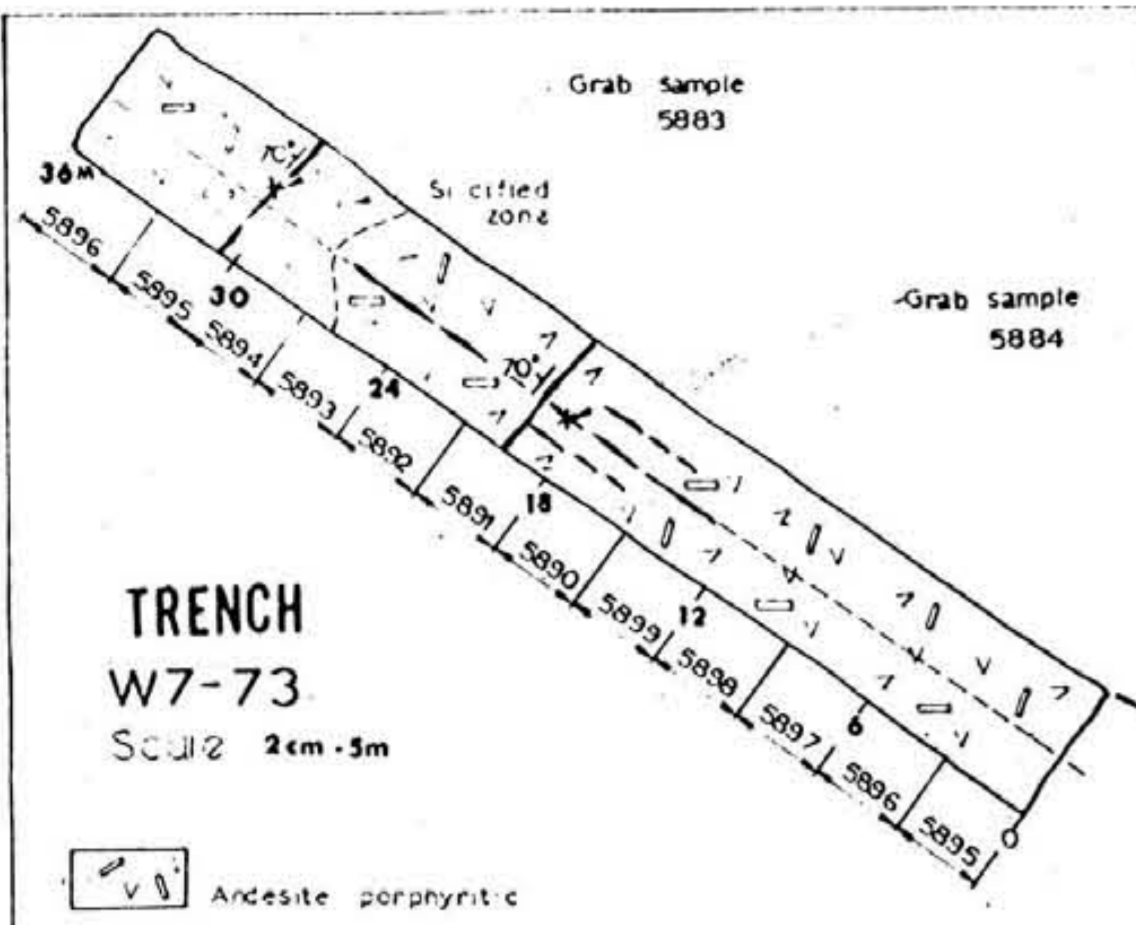 Grab sample
5883
Silicified
zone
Grab sample
5884
70°
36M
5896
5895
30
5894
5893
24
5892
70°
5891
18
5890
5899
12
5898
5897
6
5896
5895
0
TRENCH
W7-73
Scale 2cm - 5m
Andesite porphyritic